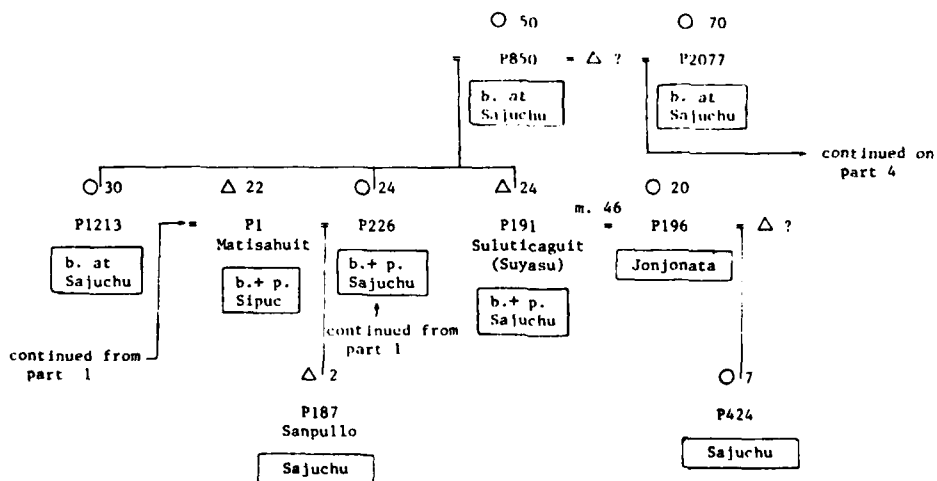 50 70
P850 = ? = P2077
b. at
Sajuchu
b. at
Sajuchu
continued on
part 4
30 22 24 24 20
P1213
= P1
Matisahuit
= P226
P191
Suluticaguit
(Suyasu)
m. 46
= P196
= ?
b. at
Sajuchu
b.+ p.
Sipuc
b.+ p.
Sajuchu
b.+ p.
Sajuchu
Jonjonata
continued from
part 1
continued from
part 1
2
P187
Sanpullo
Sajuchu
7
P424
Sajuchu